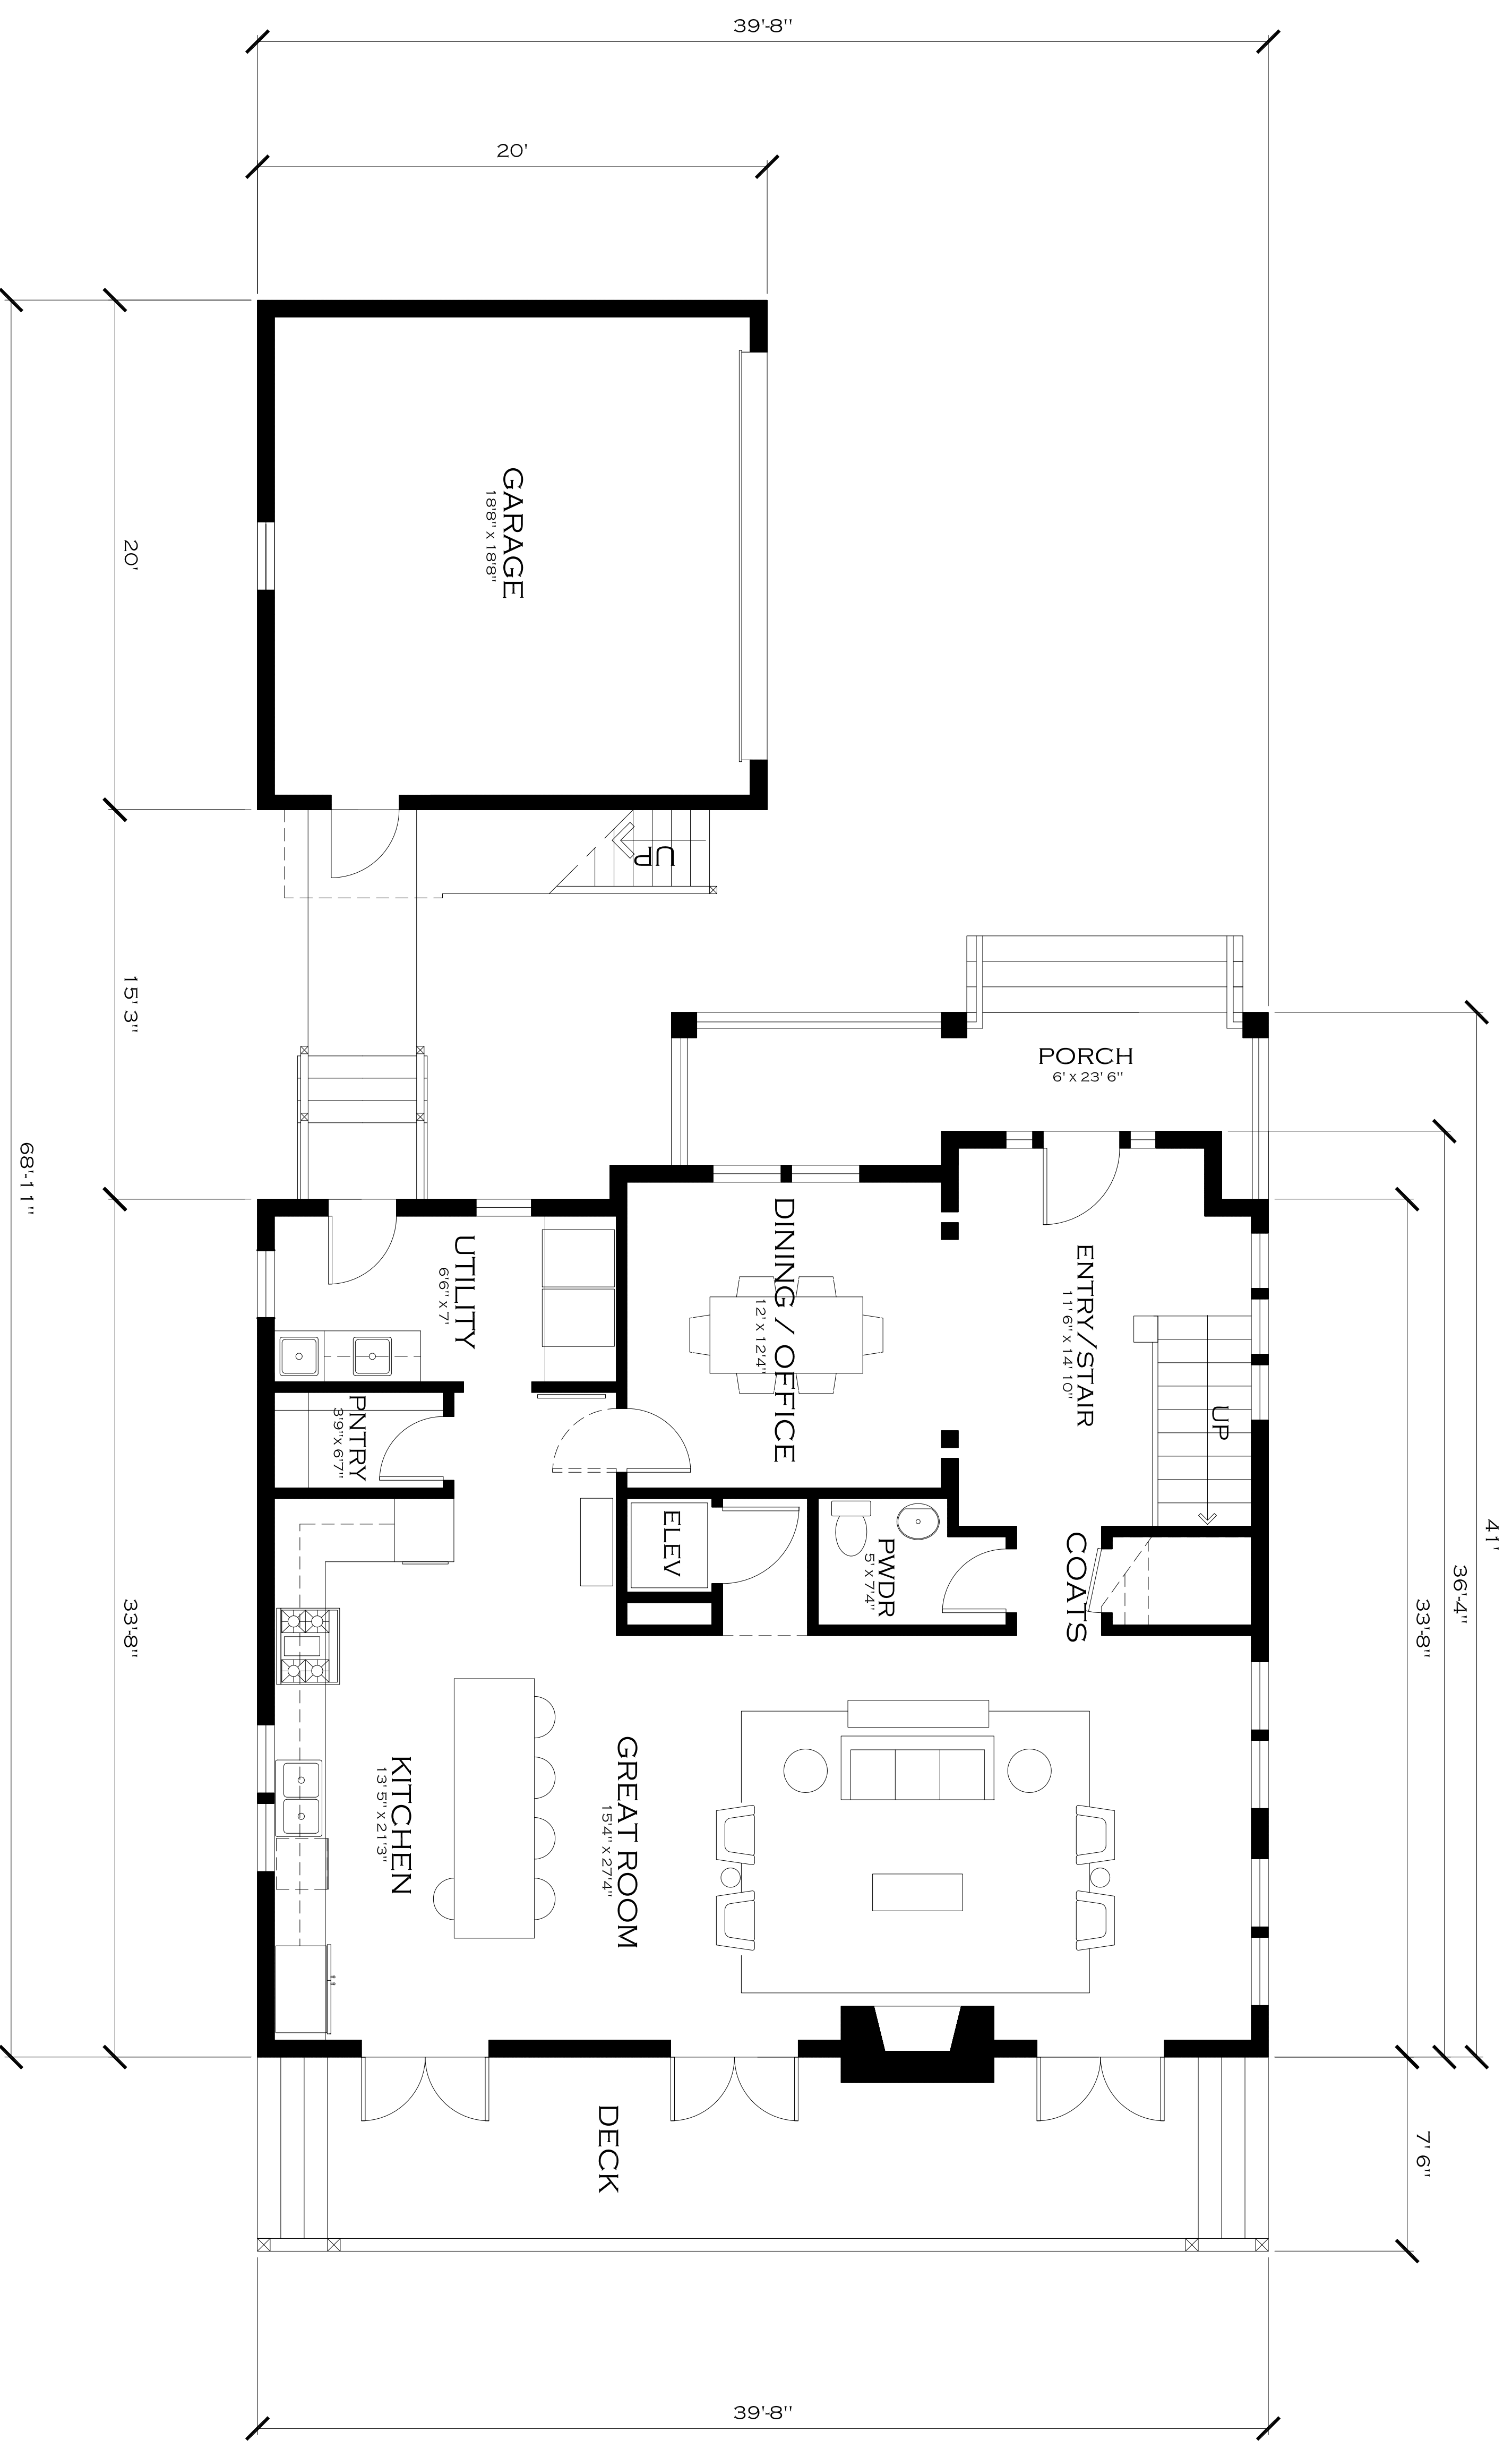 39'-8"
20'
GARAGE
18'8" x 18'8"
20'
UP
15' 3"
68'-11"
PORCH
6' x 23' 6"
UTILITY
6'6" x 7'
DINING / OFFICE
12' x 12'4"
ENTRY/STAIR
11' 6" x 14' 10"
UP
PNTRY
3'9"x 6'7"
ELEV
PWDR
5' x 7'4"
COATS
41'
36'-4"
33'-8"
33'-8"
KITCHEN
13' 5" x 21'3"
GREAT ROOM
15'4" x 27'4"
DECK
7' 6"
39'-8"